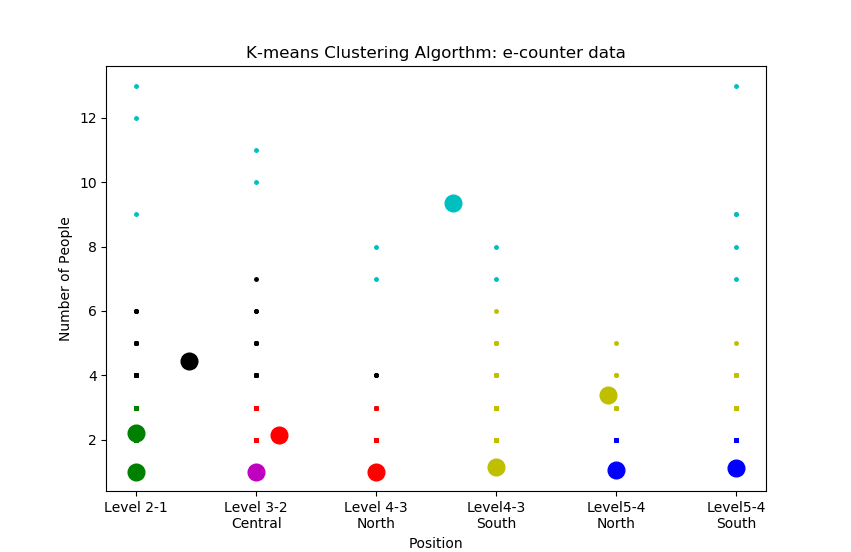 K-means Clustering Algorthm: e-counter data
Number of People
12
10
8
6
4
2
Level 2-1
Level 3-2
Central
Level 4-3
North
Level4-3
South
Level5-4
North
Level5-4
South
Position